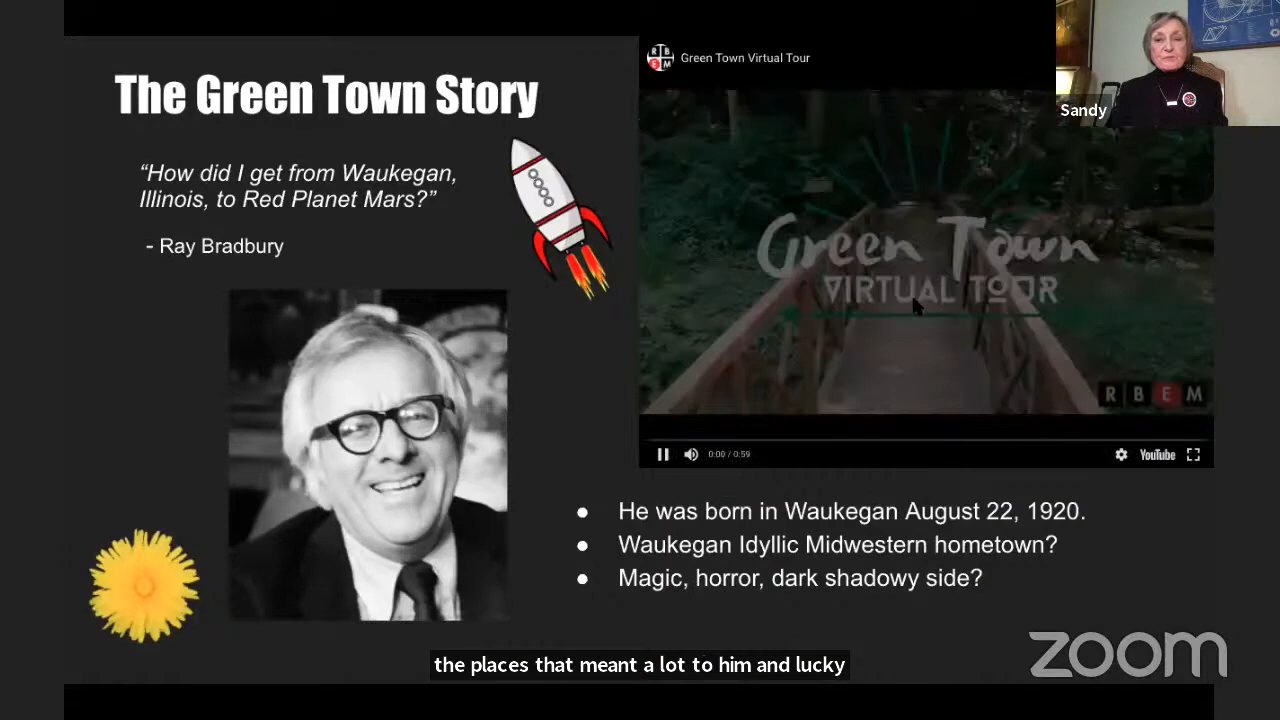 The Green Town Story
“How did I get from Waukegan,
Illinois, to Red Planet Mars?”
- Ray Bradbury
R B
E M
Green Town Virtual Tour
Sandy
Green Town
VIRTUAL TOUR
R B E M
0:00 / 0:59
YouTube
● He was born in Waukegan August 22, 1920.
● Waukegan Idyllic Midwestern hometown?
● Magic, horror, dark shadowy side?
the places that meant a lot to him and lucky
zoom